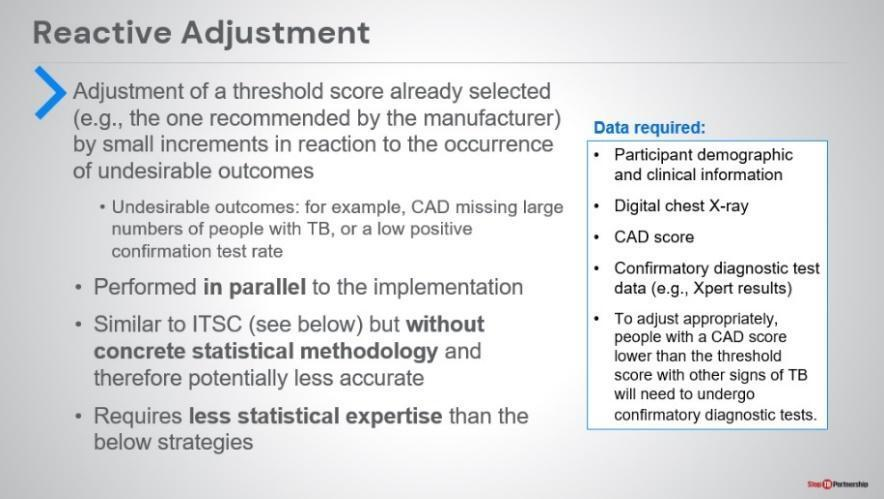 Reactive Adjustment
Adjustment of a threshold score already selected
(e.g., the one recommended by the manufacturer)
by small increments in reaction to the occurrence
of undesirable outcomes
• Undesirable outcomes: for example, CAD missing large
numbers of people with TB, or a low positive
confirmation test rate
• Performed in parallel to the implementation
• Similar to ITSC (see below) but without
concrete statistical methodology and
therefore potentially less accurate
• Requires less statistical expertise than the
below strategies
Data required:
• Participant demographic
and clinical information
• Digital chest X-ray
• CAD score
• Confirmatory diagnostic test
data (e.g., Xpert results)
• To adjust appropriately,
people with a CAD score
lower than the threshold
score with other signs of TB
will need to undergo
confirmatory diagnostic tests.
Stop TB Partnership